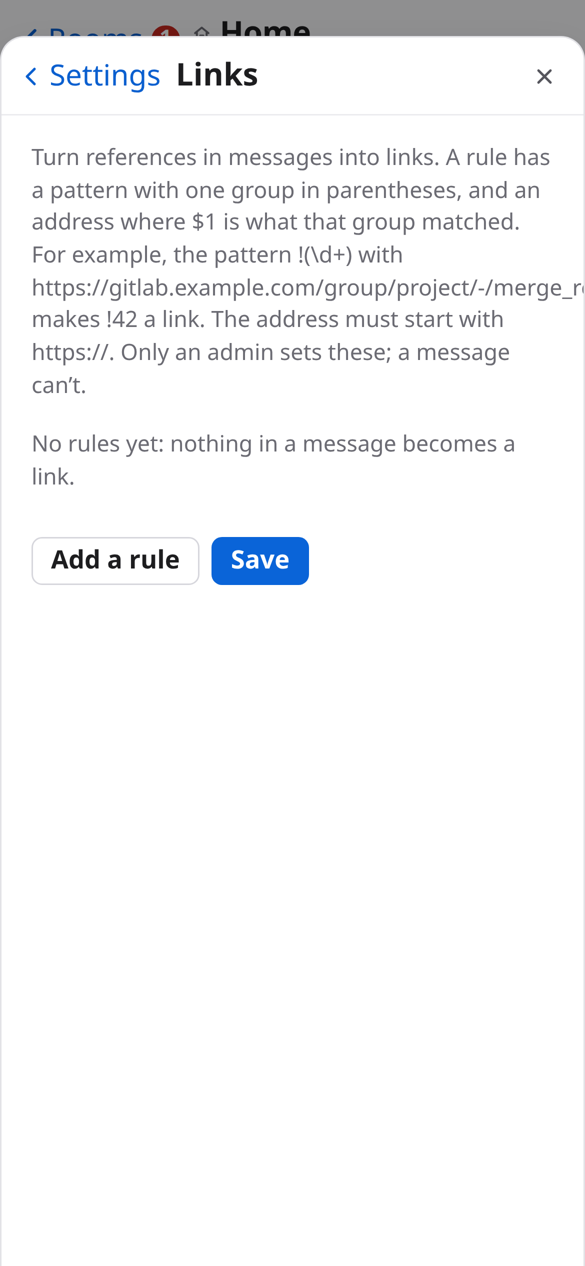 Rooms 1 Home
Settings Links
Turn references in messages into links. A rule has
a pattern with one group in parentheses, and an
address where $1 is what that group matched.
For example, the pattern !(\d+) with
https://gitlab.example.com/group/project/-/merge_r
makes !42 a link. The address must start with
https://. Only an admin sets these; a message
can’t.
No rules yet: nothing in a message becomes a
link.
Add a rule Save